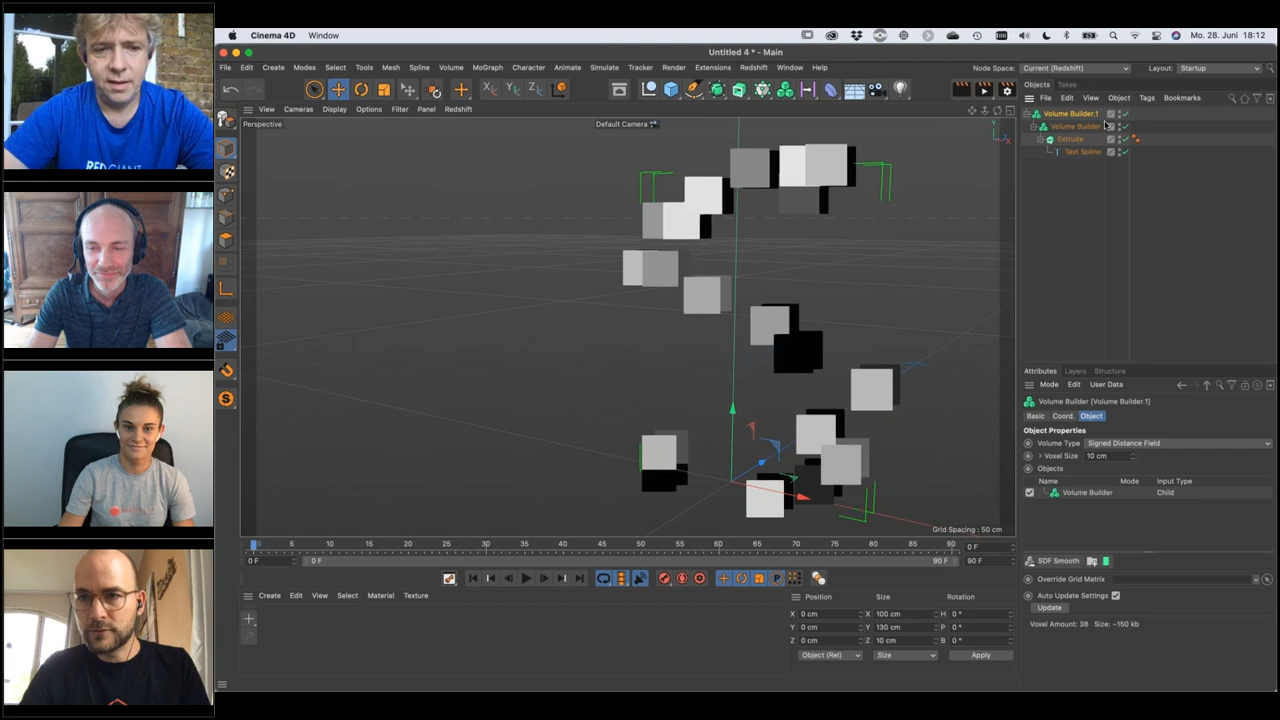 RED GIANT
Cinema 4D Window
Mo. 28. Juni 18:12
Untitled 4 * - Main
File Edit Create Modes Select Tools Mesh Spline Volume MoGraph Character Animate Simulate Tracker Render Extensions Redshift Window Help
Node Space: Current (Redshift) Layout: Startup
X Y Z
Objects Takes
View Cameras Display Options Filter Panel Redshift
File Edit View Object Tags Bookmarks
Perspective
Default Camera
Volume Builder.1
Volume Builder
Extrude
Text Spline
Attributes Layers Structure
Mode Edit User Data
Volume Builder [Volume Builder.1]
Basic Coord. Object
Object Properties
Volume Type Signed Distance Field
Voxel Size 10 cm
Objects
Name Mode Input Type
Volume Builder Child
Grid Spacing : 50 cm
0 5 10 15 20 25 30 35 40 45 50 55 60 65 70 75 80 85 90
0 F
0 F 0 F 90 F 90 F
SDF Smooth
Override Grid Matrix
Auto Update Settings
Update
Voxel Amount: 38 Size: ~150 kb
Create Edit View Select Material Texture
Position Size Rotation
X 0 cm X 100 cm H 0 °
Y 0 cm Y 130 cm P 0 °
Z 0 cm Z 10 cm B 0 °
Object (Rel) Size Apply